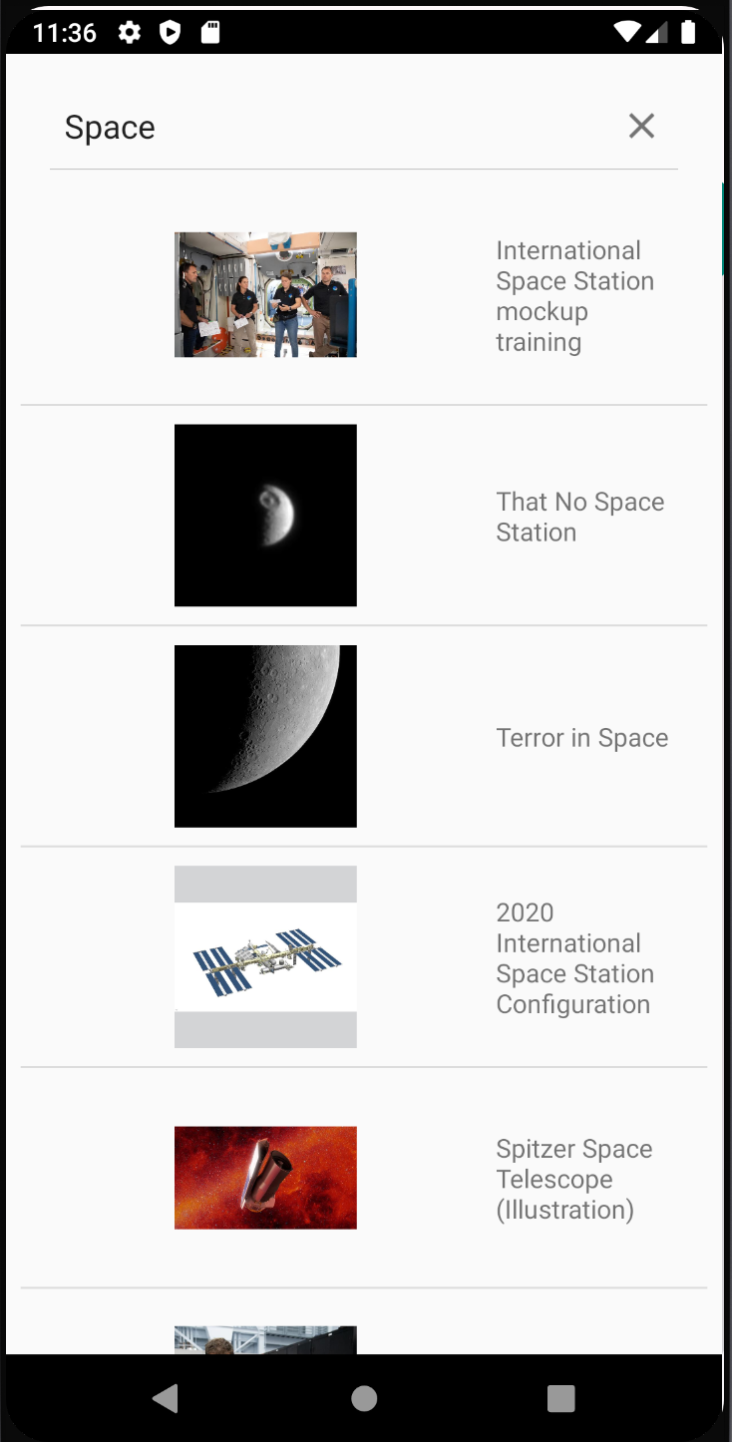 11:36
Space
International
Space Station
mockup
training
That No Space
Station
Terror in Space
2020
International
Space Station
Configuration
Spitzer Space
Telescope
(Illustration)